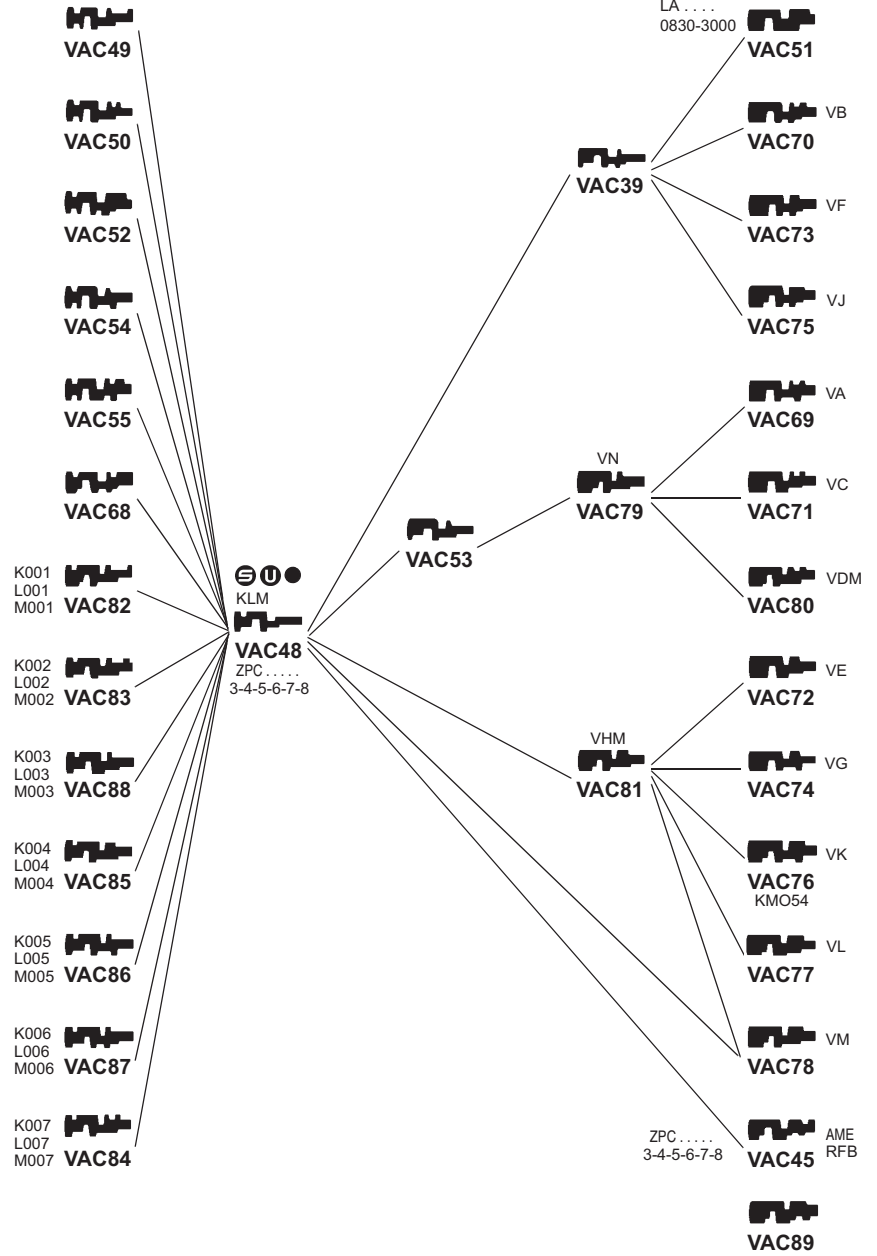 VAC49
VAC50
VAC52
VAC54
VAC55
VAC68
K001
L001
M001
VAC82
K002
L002
M002
VAC83
K003
L003
M003
VAC88
K004
L004
M004
VAC85
K005
L005
M005
VAC86
K006
L006
M006
VAC87
K007
L007
M007
VAC84
S U
KLM
VAC48
ZPC . . . . .
3-4-5-6-7-8
VAC53
VAC39
VN
VAC79
VHM
VAC81
LA . . . .
0830-3000
VAC51
VB
VAC70
VF
VAC73
VJ
VAC75
VA
VAC69
VC
VAC71
VDM
VAC80
VE
VAC72
VG
VAC74
VK
VAC76
KMO54
VL
VAC77
VM
VAC78
ZPC . . . . .
3-4-5-6-7-8
AME
RFB
VAC45
VAC89